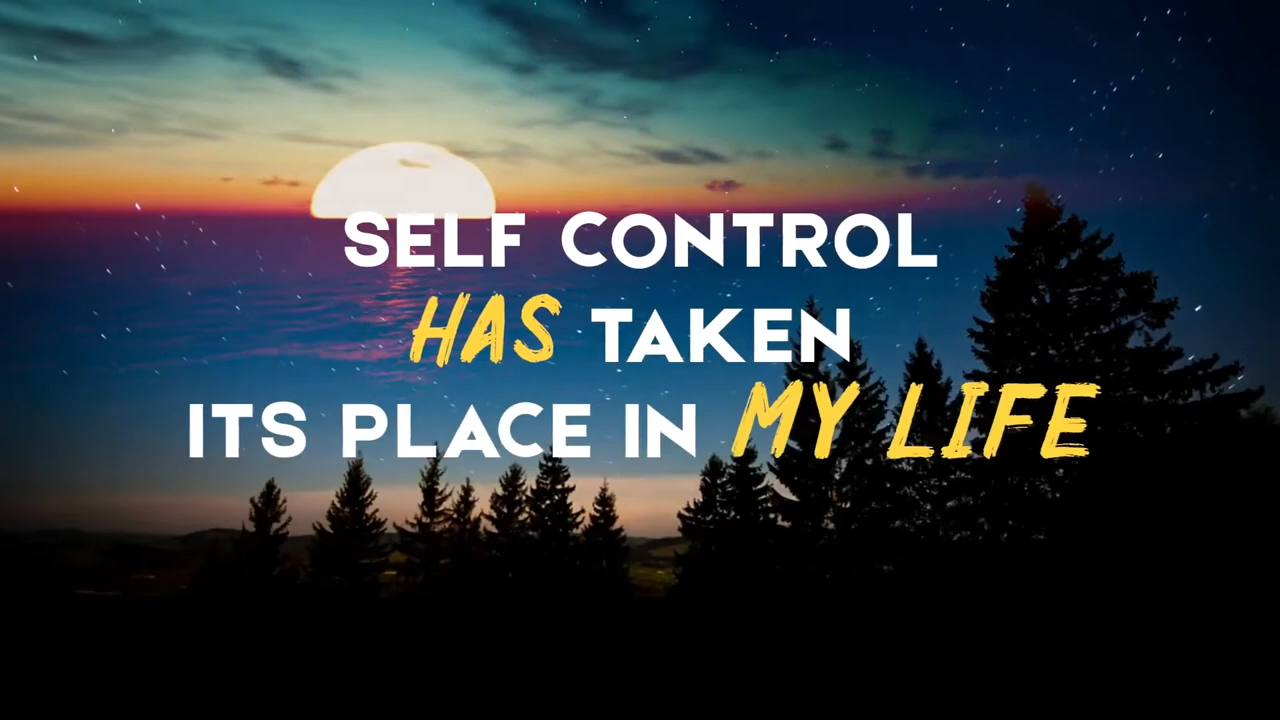 SELF CONTROL
HAS TAKEN
ITS PLACE IN MY LIFE